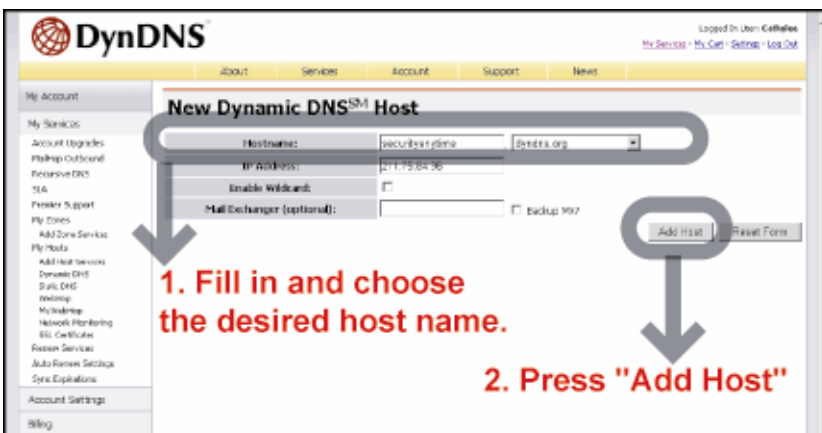 DynDNS
Logged In User: Catholea
My Services - My Cart - Settings - Log Out
About Services Account Support News
My Account
My Services
Account Upgrades
MailHop Outbound
Recursive DNS
SLA
Premier Support
My Zones
Add Zone Services
My Hosts
Add Host Services
Dynamic DNS
Static DNS
WebHop
MyWebHop
Network Monitoring
SSL Certificates
Renew Services
Auto Renew Settings
Sync Expirations
Account Settings
Billing
New Dynamic DNS℠ Host
Hostname: securityanytime dyndns.org
IP Address: 211.75.84.96
Enable Wildcard:
Mail Exchanger (optional): Backup MX?
Add Host Reset Form
1. Fill in and choose
the desired host name.
2. Press "Add Host"